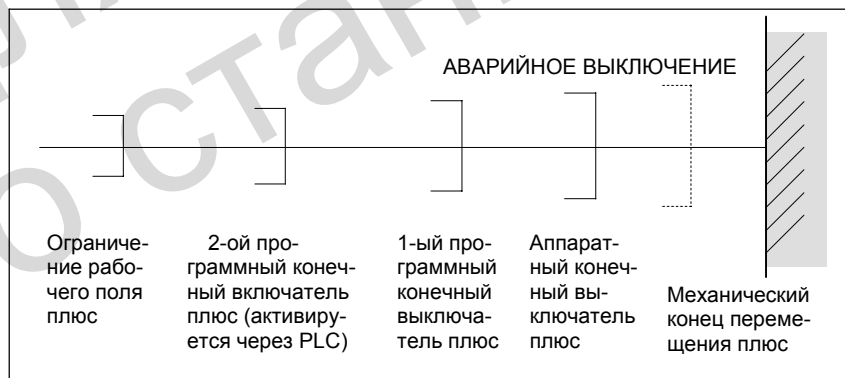 АВАРИЙНОЕ ВЫКЛЮЧЕНИЕ
Ограниче-
ние рабо-
чего поля
плюс
2-ой про-
граммный конеч-
ный включатель
плюс (активиру-
ется через PLC)
1-ый про-
граммный
конечный
выключа-
тель плюс
Аппарат-
ный конеч-
ный вы-
ключатель
плюс
Механический
конец переме-
щения плюс